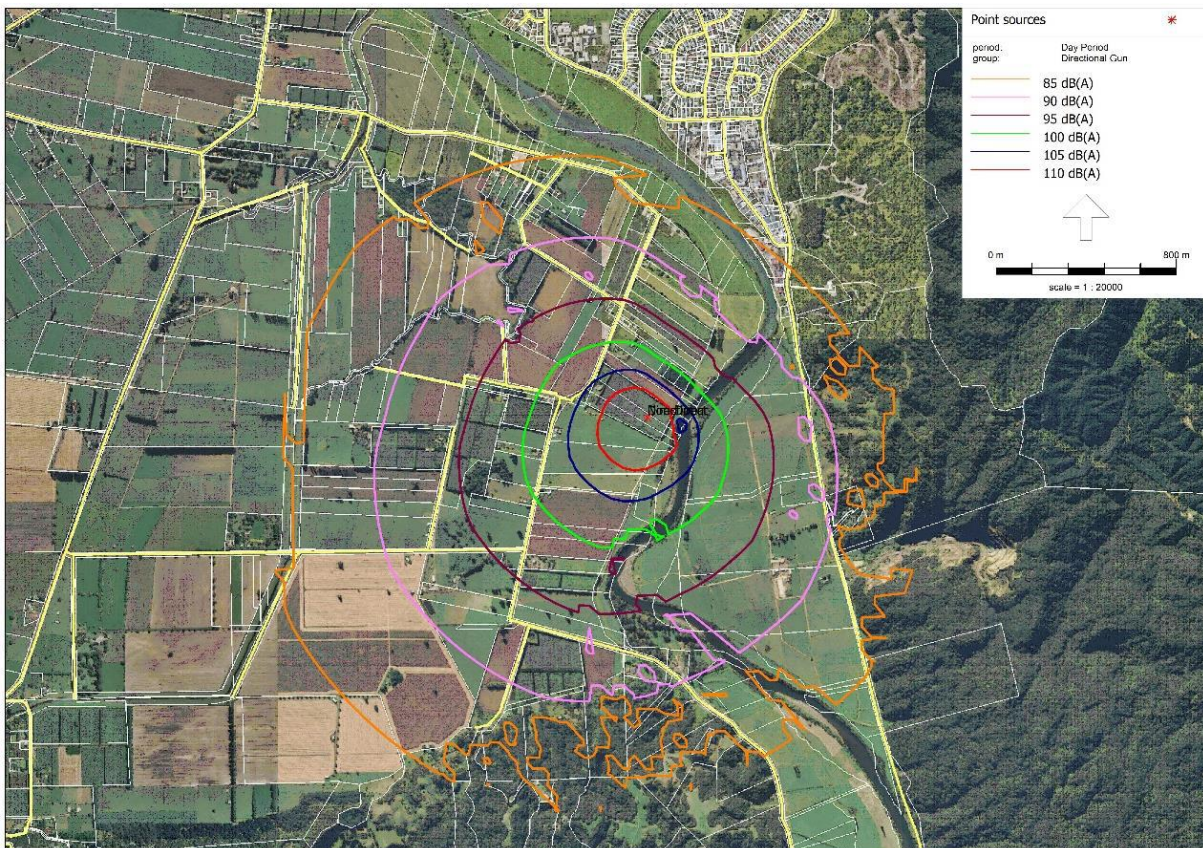 Point sources
period: Day Period
group: Directional Gun
85 dB(A)
90 dB(A)
95 dB(A)
100 dB(A)
105 dB(A)
110 dB(A)
0 m 800 m
scale = 1 : 20000